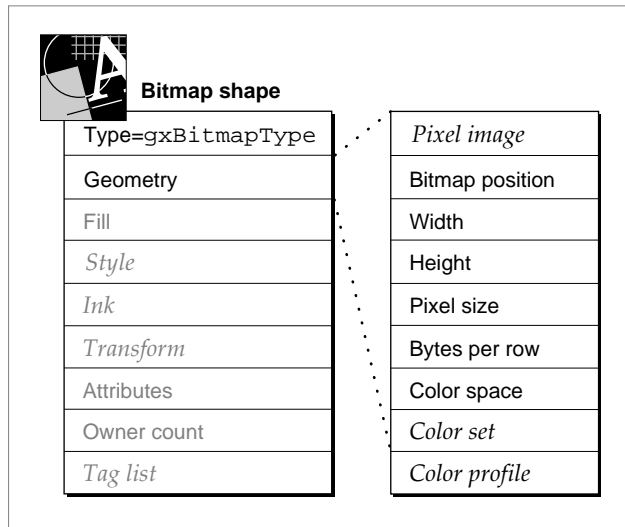 Bitmap shape
Type=gxBitmapType
Geometry
Fill
Style
Ink
Transform
Attributes
Owner count
Tag list
Pixel image
Bitmap position
Width
Height
Pixel size
Bytes per row
Color space
Color set
Color profile